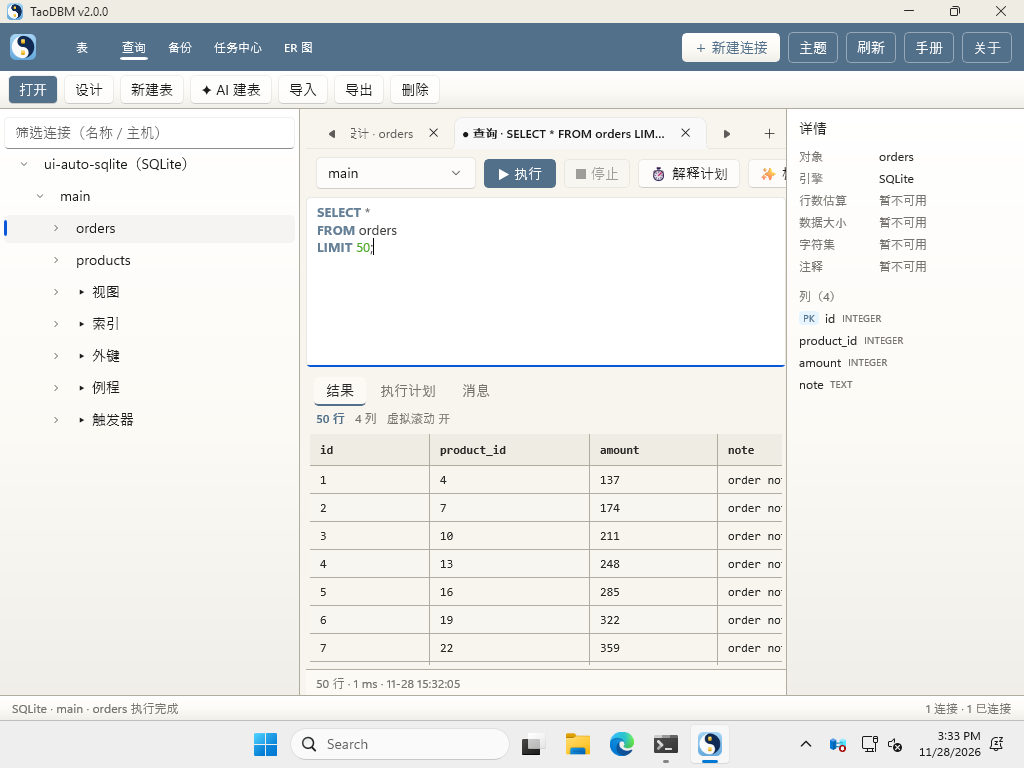 TaoDBM v2.0.0
表 查询 备份 任务中心 ER 图
+ 新建连接 主题 刷新 手册 关于
打开 设计 新建表 ✦ AI 建表 导入 导出 删除
筛选连接（名称 / 主机）
ui-auto-sqlite（SQLite）
main
orders
products
▸ 视图
▸ 索引
▸ 外键
▸ 例程
▸ 触发器
· orders ✕ ● 查询 · SELECT * FROM orders LIM... ✕ +
main 执行 停止 解释计划
SELECT *
FROM orders
LIMIT 50;
结果 执行计划 消息
50 行 4 列 虚拟滚动 开
id product_id amount note
1 4 137 order
2 7 174 order
3 10 211 order
4 13 248 order
5 16 285 order
6 19 322 order
7 22 359 order
50 行 · 1 ms · 11-28 15:32:05
详情
对象 orders
引擎 SQLite
行数估算 暂不可用
数据大小 暂不可用
字符集 暂不可用
注释 暂不可用
列（4）
PK id INTEGER
product_id INTEGER
amount INTEGER
note TEXT
SQLite · main · orders 执行完成
1 连接 · 1 已连接
Search
3:33 PM
11/28/2026